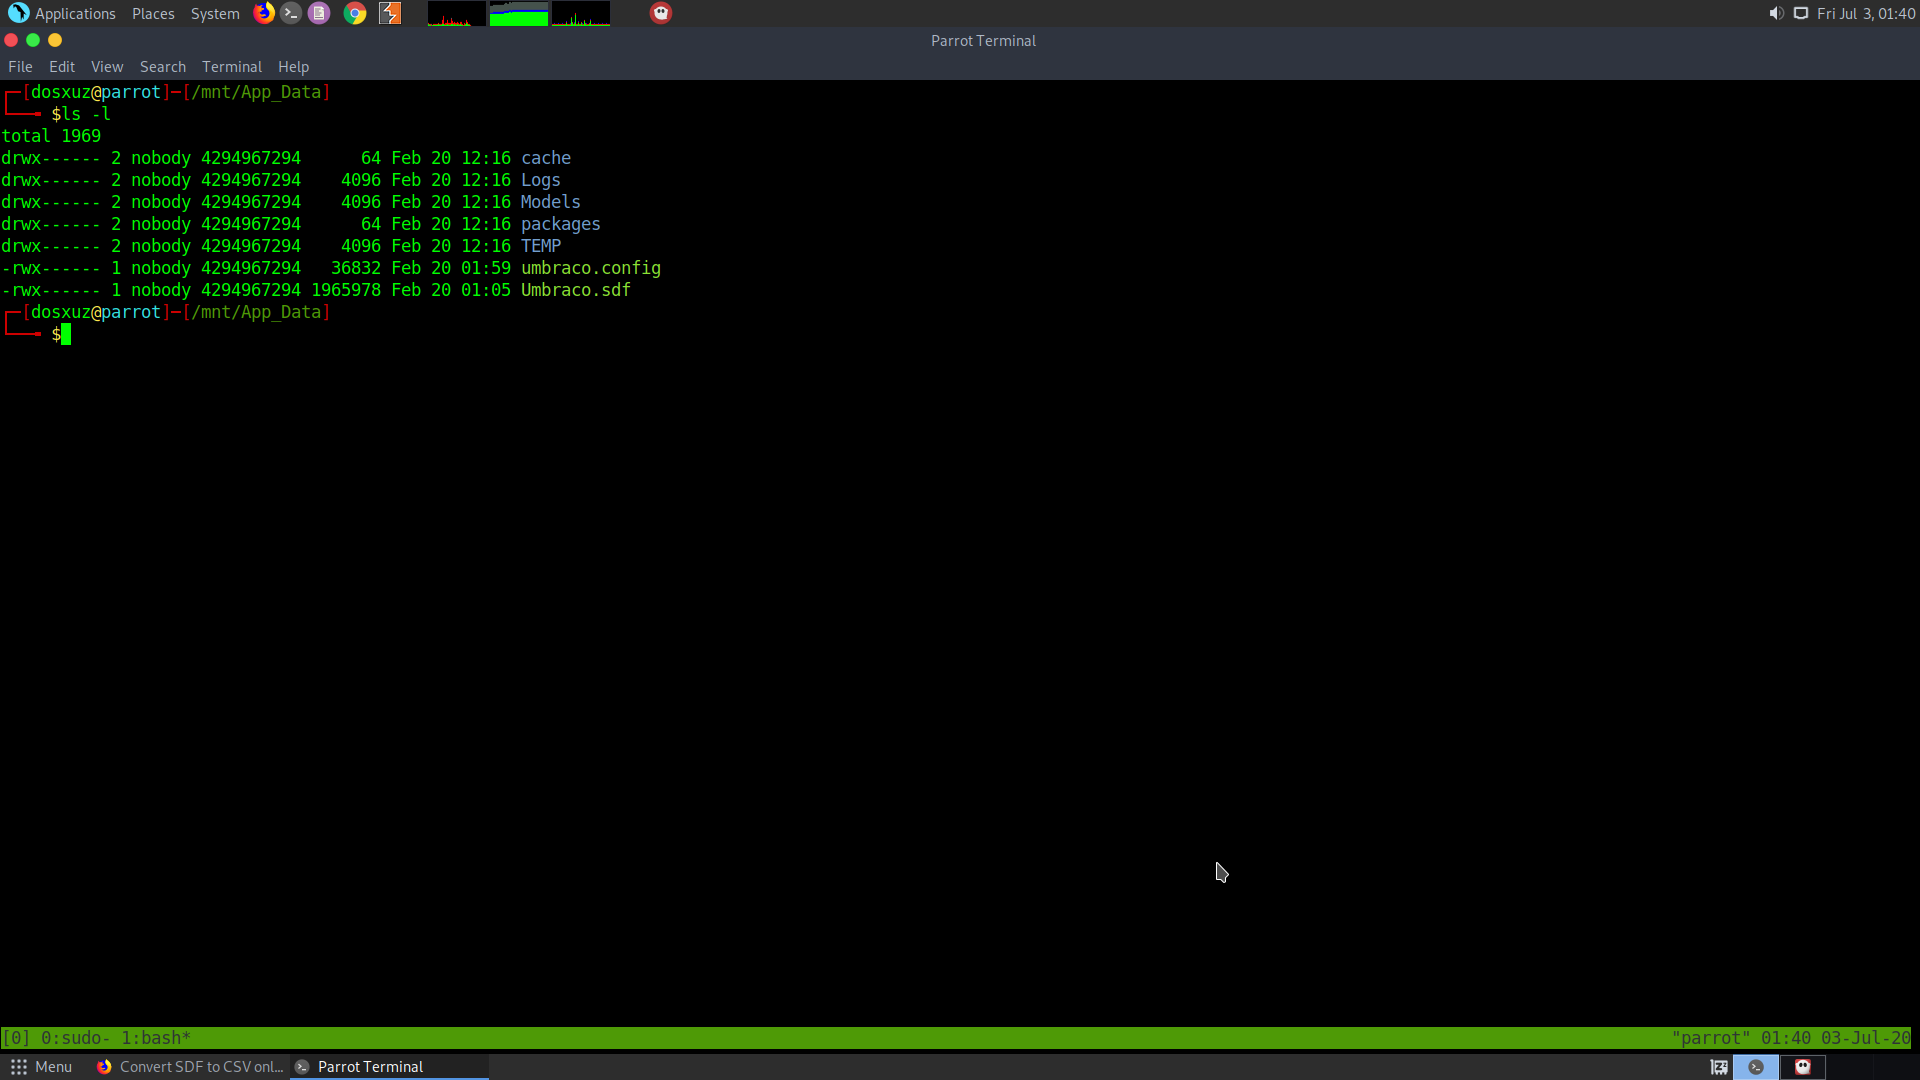 Applications Places System Fri Jul 3, 01:40
Parrot Terminal
File Edit View Search Terminal Help
┌─[dosxuz@parrot]─[/mnt/App_Data]
└──╼ $ls -l
total 1969
drwx------ 2 nobody 4294967294      64 Feb 20 12:16 cache
drwx------ 2 nobody 4294967294    4096 Feb 20 12:16 Logs
drwx------ 2 nobody 4294967294    4096 Feb 20 12:16 Models
drwx------ 2 nobody 4294967294      64 Feb 20 12:16 packages
drwx------ 2 nobody 4294967294    4096 Feb 20 12:16 TEMP
-rwx------ 1 nobody 4294967294   36832 Feb 20 01:59 umbraco.config
-rwx------ 1 nobody 4294967294 1965978 Feb 20 01:05 Umbraco.sdf
┌─[dosxuz@parrot]─[/mnt/App_Data]
└──╼ $
[0] 0:sudo- 1:bash* "parrot" 01:40 03-Jul-20
Menu Convert SDF to CSV onl... Parrot Terminal